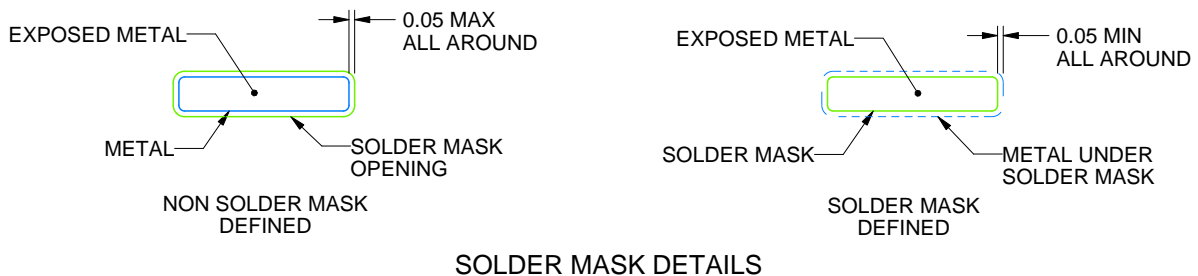 0.05 MAX
ALL AROUND
EXPOSED METAL
METAL
SOLDER MASK
OPENING
NON SOLDER MASK
DEFINED
0.05 MIN
ALL AROUND
EXPOSED METAL
SOLDER MASK
METAL UNDER
SOLDER MASK
SOLDER MASK
DEFINED
SOLDER MASK DETAILS